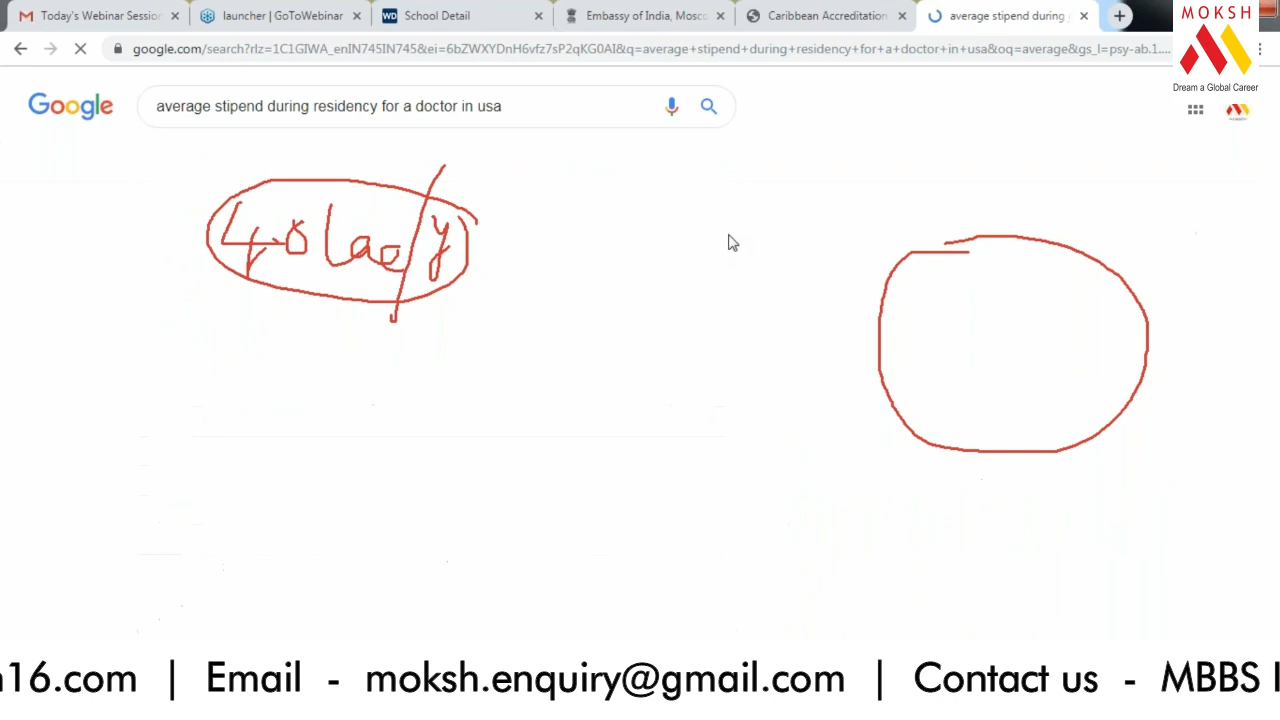 Today's Webinar Session
launcher | GoToWebinar
WD School Detail
Embassy of India, Mosco
Caribbean Accreditation
average stipend during
MOKSH
Dream a Global Career
google.com/search?rlz=1C1GIWA_enIN745IN745&ei=6bZWXYDnH6vfz7sP2qKG0AI&q=average+stipend+during+residency+for+a+doctor+in+usa&oq=average&gs_l=psy-ab.1....
Google
average stipend during residency for a doctor in usa
n16.com | Email - moksh.enquiry@gmail.com | Contact us - MBBS I